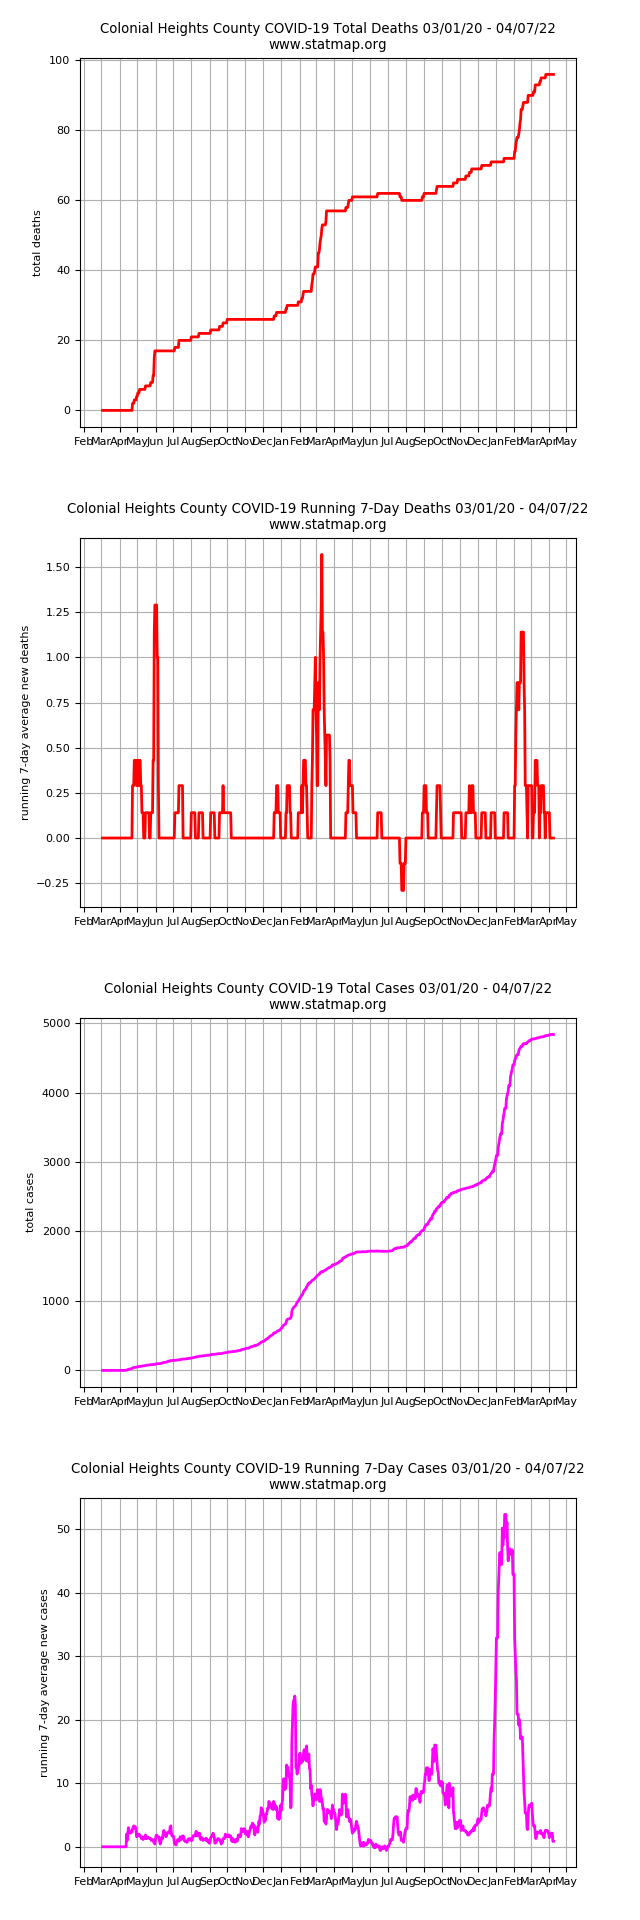 Colonial Heights County COVID-19 Total Deaths 03/01/20 - 04/07/22
www.statmap.org
100
80
60
40
20
0
total deaths
Feb Mar Apr May Jun Jul Aug Sep Oct Nov Dec Jan Feb Mar Apr May Jun Jul Aug Sep Oct Nov Dec Jan Feb Mar Apr May
Colonial Heights County COVID-19 Running 7-Day Deaths 03/01/20 - 04/07/22
www.statmap.org
1.50
1.25
1.00
0.75
0.50
0.25
0.00
−0.25
running 7-day average new deaths
Feb Mar Apr May Jun Jul Aug Sep Oct Nov Dec Jan Feb Mar Apr May Jun Jul Aug Sep Oct Nov Dec Jan Feb Mar Apr May
Colonial Heights County COVID-19 Total Cases 03/01/20 - 04/07/22
www.statmap.org
5000
4000
3000
2000
1000
0
total cases
Feb Mar Apr May Jun Jul Aug Sep Oct Nov Dec Jan Feb Mar Apr May Jun Jul Aug Sep Oct Nov Dec Jan Feb Mar Apr May
Colonial Heights County COVID-19 Running 7-Day Cases 03/01/20 - 04/07/22
www.statmap.org
50
40
30
20
10
0
running 7-day average new cases
Feb Mar Apr May Jun Jul Aug Sep Oct Nov Dec Jan Feb Mar Apr May Jun Jul Aug Sep Oct Nov Dec Jan Feb Mar Apr May